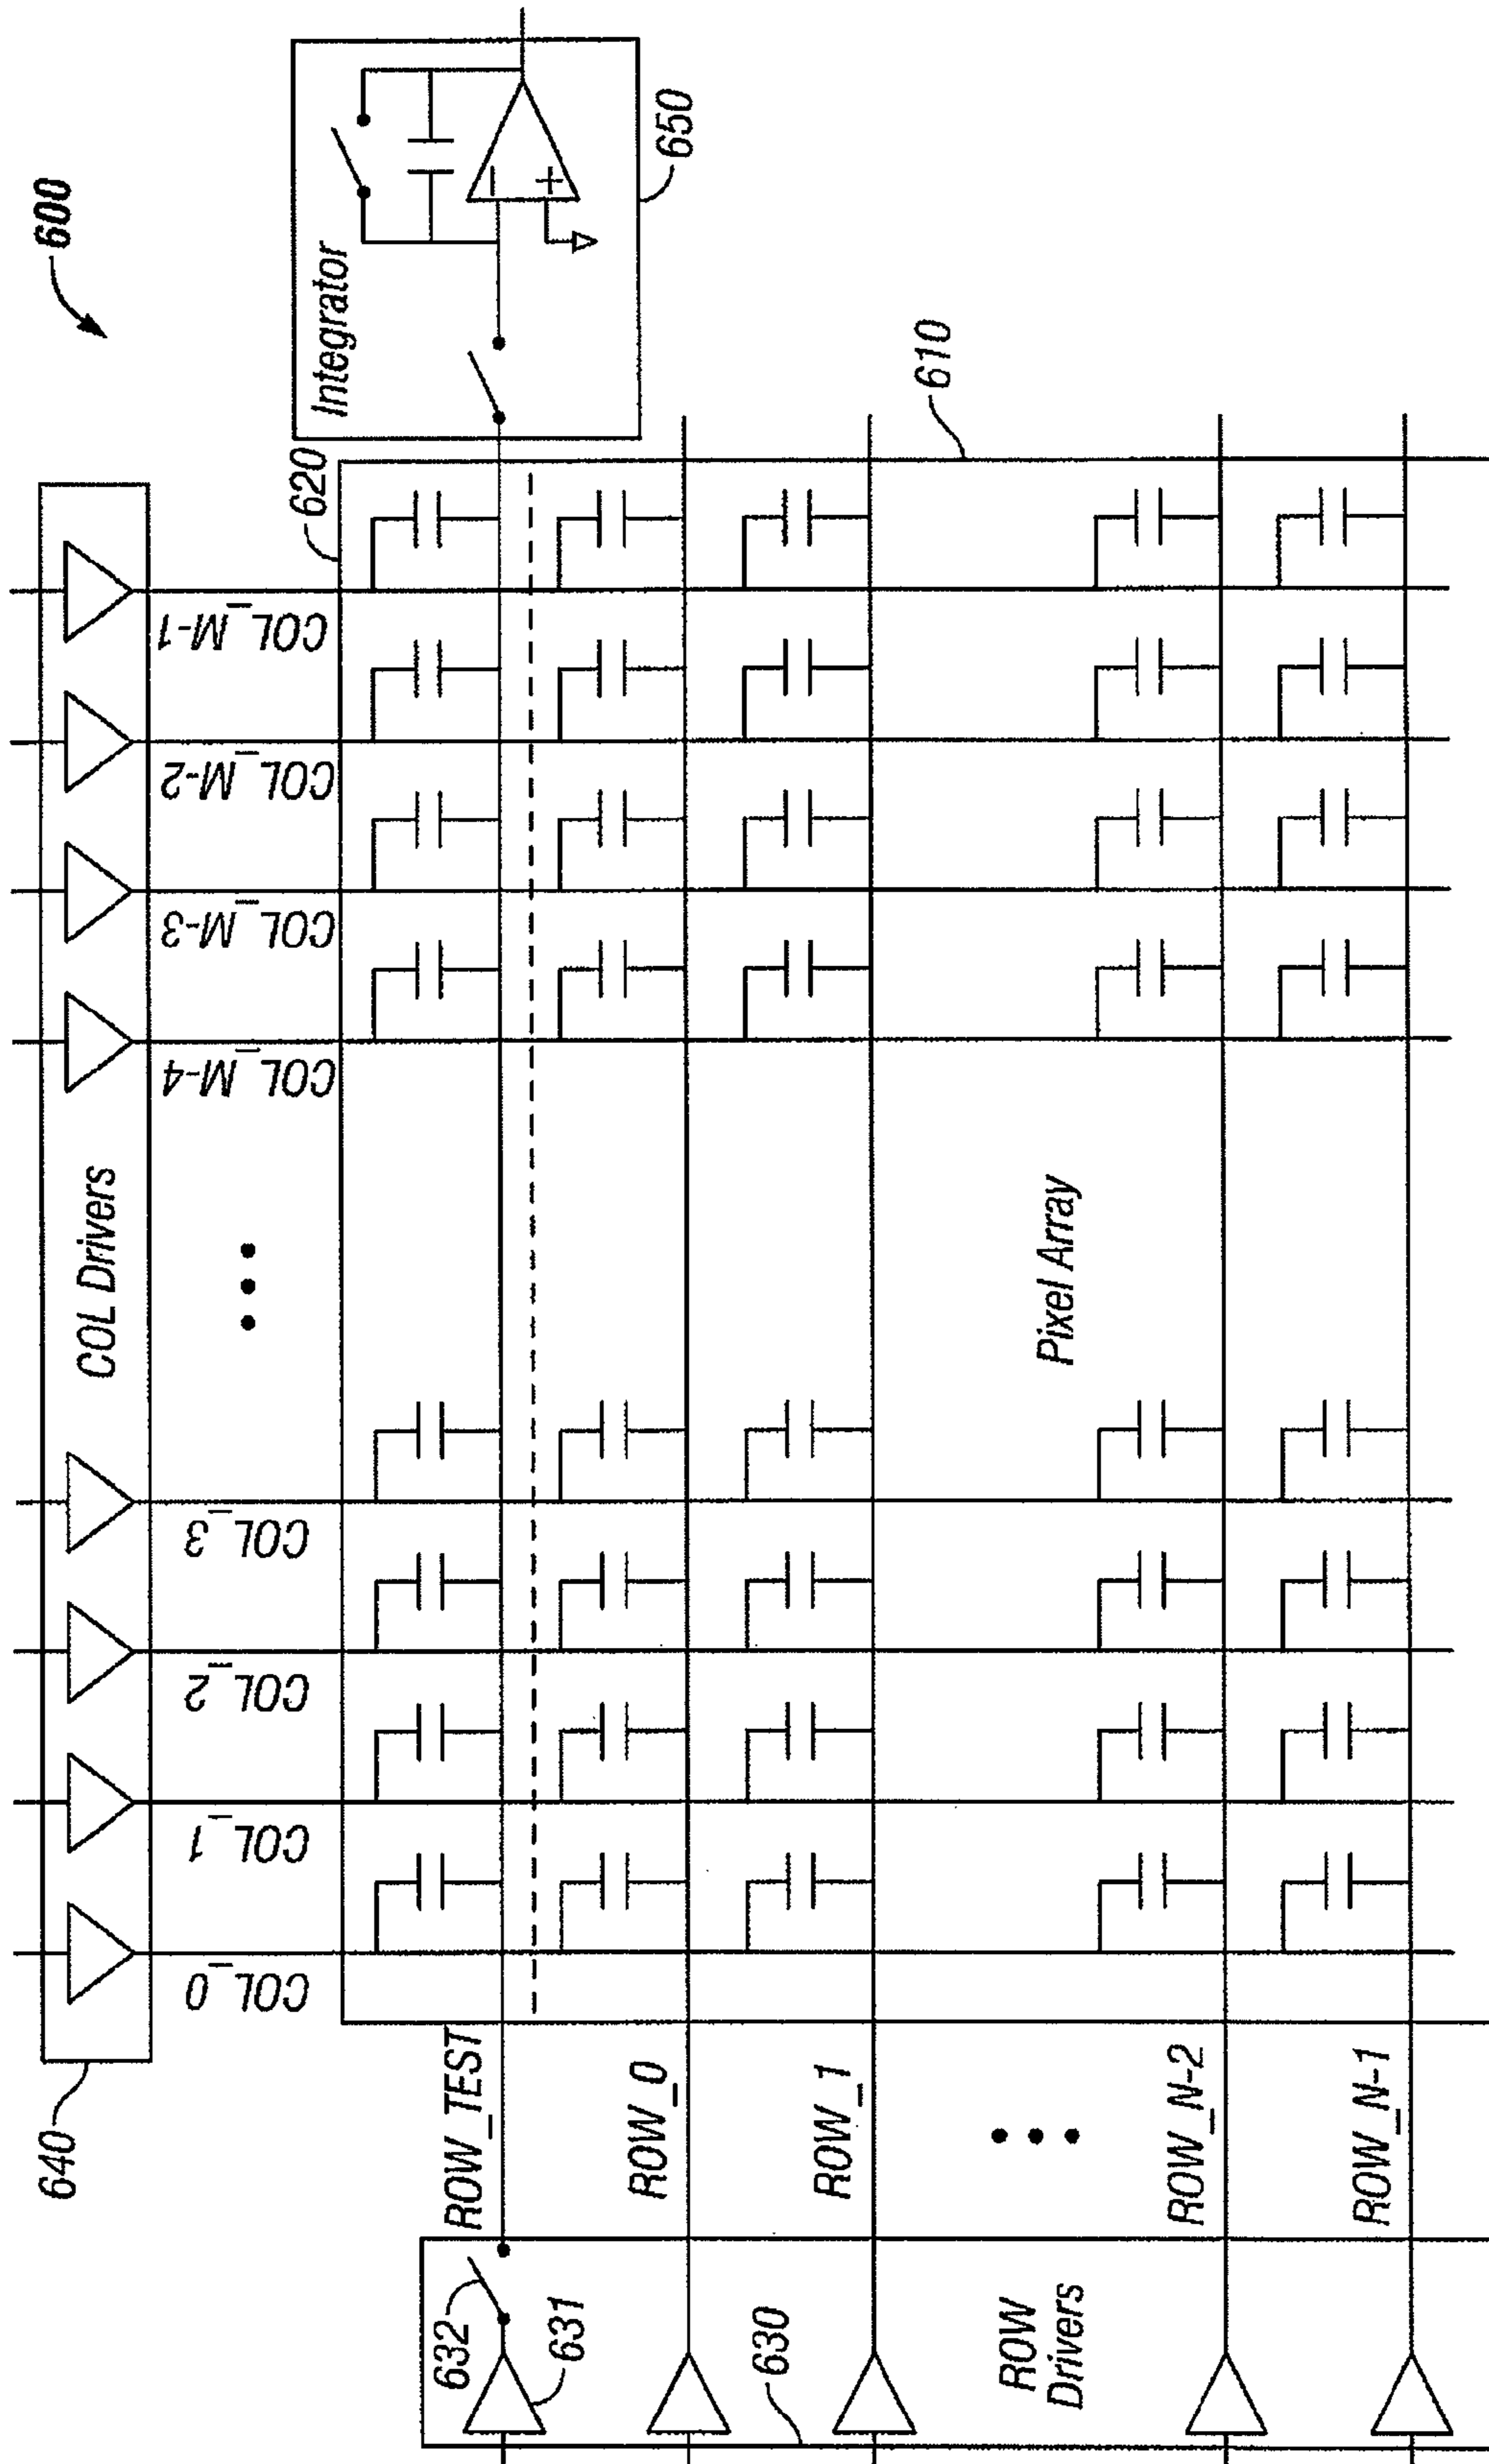 600
640
COL Drivers
COL_0
COL_1
COL_2
COL_3
COL_M-4
COL_M-3
COL_M-2
COL_M-1
620
Integrator
−
+
650
610
632
631
ROW_TEST
ROW_0
ROW_1
ROW_N-2
ROW_N-1
ROW
Drivers
630
Pixel Array